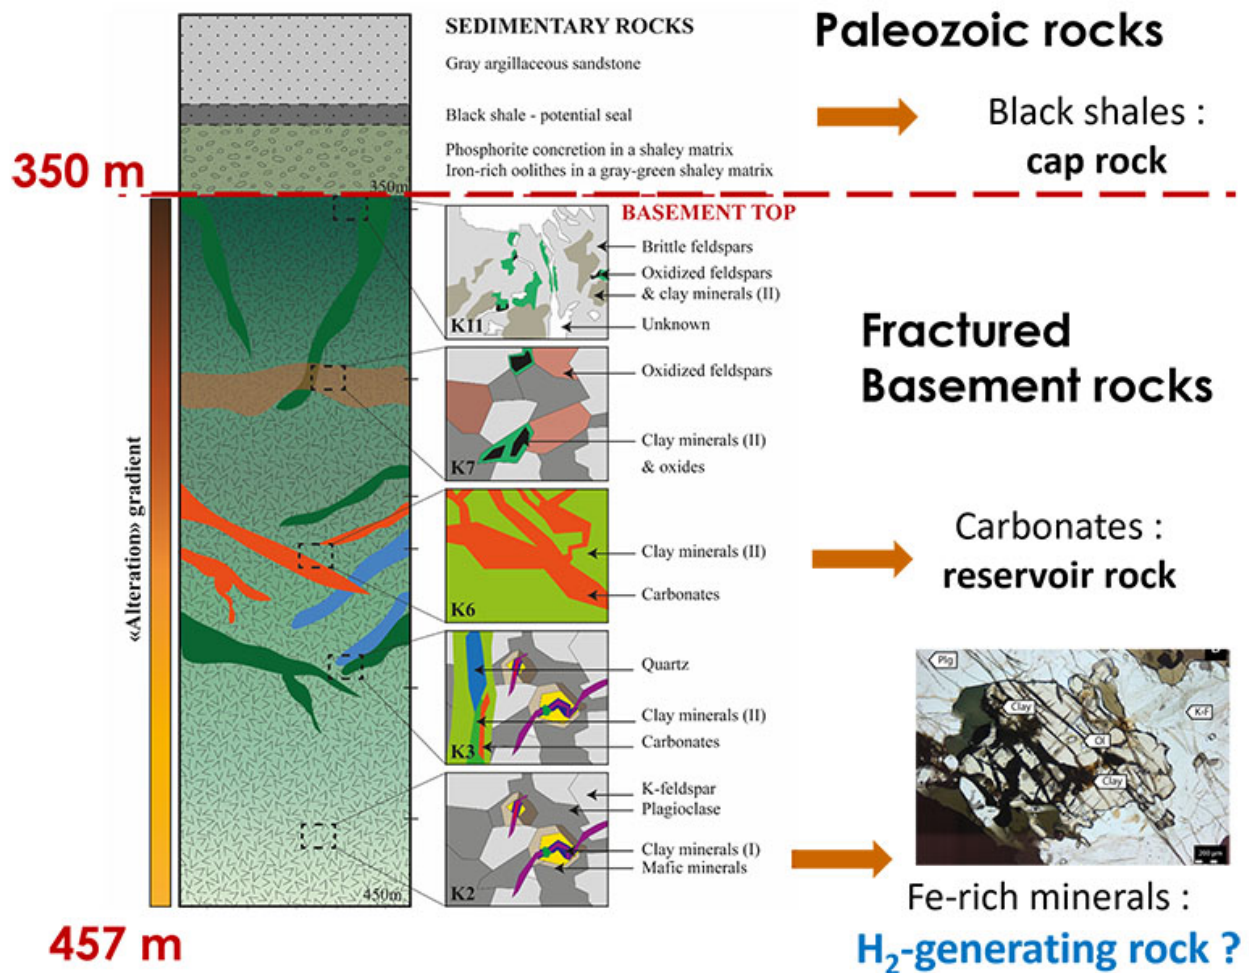 SEDIMENTARY ROCKS
Gray argillaceous sandstone
Black shale - potential seal
Phosphorite concretion in a shaley matrix
Iron-rich oolithes in a gray-green shaley matrix
Paleozoic rocks
Black shales :
cap rock
350 m
350m
BASEMENT TOP
Brittle feldspars
Oxidized feldspars
& clay minerals (II)
Unknown
K11
Fractured
Basement rocks
Oxidized feldspars
Clay minerals (II)
& oxides
K7
«Alteration» gradient
Clay minerals (II)
Carbonates
K6
Carbonates :
reservoir rock
Quartz
Clay minerals (II)
Carbonates
K3
K-feldspar
Plagioclase
Clay minerals (I)
Mafic minerals
K2
Plg
Clay
K-F
Ol
Clay
200 µm
450m
457 m
Fe-rich minerals :
H₂-generating rock ?